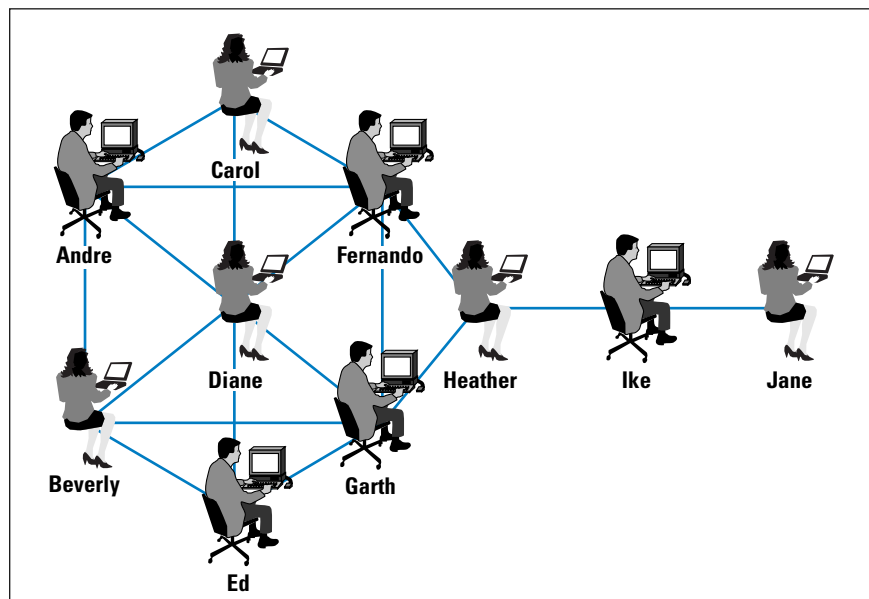 Carol
Andre
Fernando
Diane
Heather
Ike
Jane
Beverly
Garth
Ed